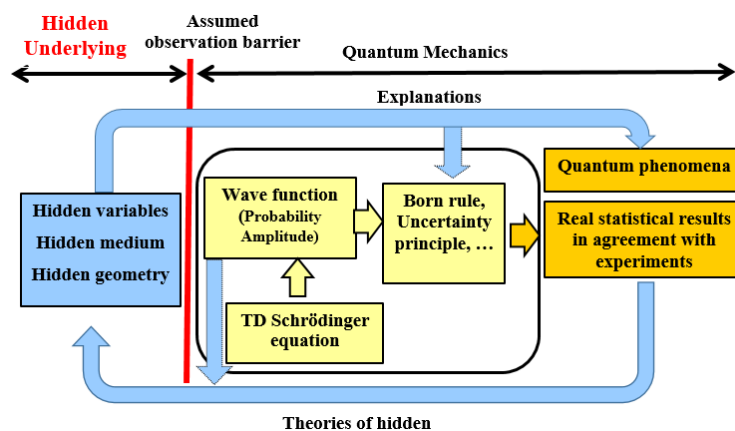 Hidden
Underlying
Assumed
observation barrier
Quantum Mechanics
Explanations
Hidden variables
Hidden medium
Hidden geometry
Wave function
(Probability
Amplitude)
Born rule,
Uncertainty
principle, …
TD Schrödinger
equation
Quantum phenomena
Real statistical results
in agreement with
experiments
Theories of hidden